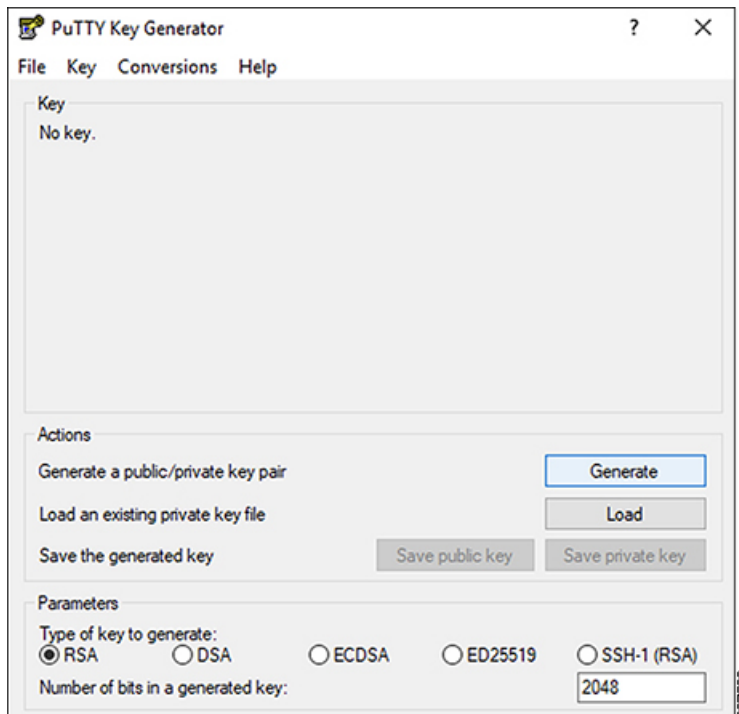 PuTTY Key Generator ? X
File Key Conversions Help
Key
No key.
Actions
Generate a public/private key pair Generate
Load an existing private key file Load
Save the generated key Save public key Save private key
Parameters
Type of key to generate:
RSA DSA ECDSA ED25519 SSH-1 (RSA)
Number of bits in a generated key: 2048